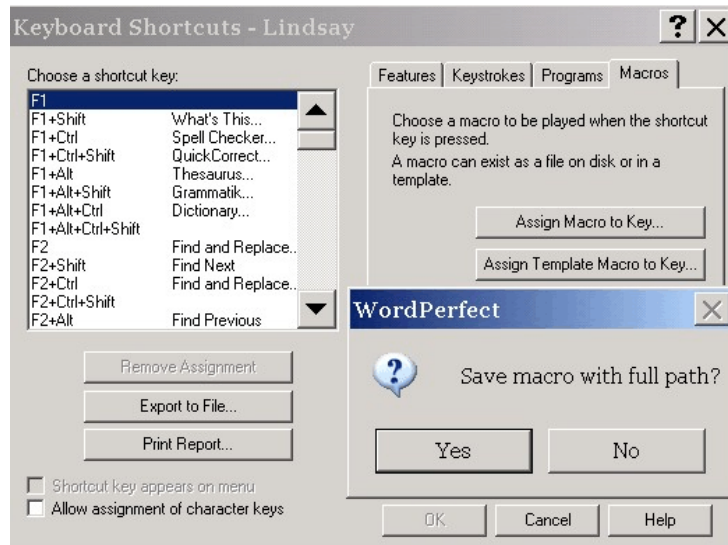 Keyboard Shortcuts - Lindsay
Choose a shortcut key:
F1
F1+Shift What's This...
F1+Ctrl Spell Checker...
F1+Ctrl+Shift QuickCorrect...
F1+Alt Thesaurus...
F1+Alt+Shift Grammatik...
F1+Alt+Ctrl Dictionary...
F1+Alt+Ctrl+Shift
F2 Find and Replace..
F2+Shift Find Next
F2+Ctrl Find and Replace..
F2+Ctrl+Shift
F2+Alt Find Previous
Remove Assignment
Export to File...
Print Report...
Shortcut key appears on menu
Allow assignment of character keys
Features Keystrokes Programs Macros
Choose a macro to be played when the shortcut
key is pressed.
A macro can exist as a file on disk or in a
template.
Assign Macro to Key...
Assign Template Macro to Key...
WordPerfect
Save macro with full path?
Yes No
OK Cancel Help